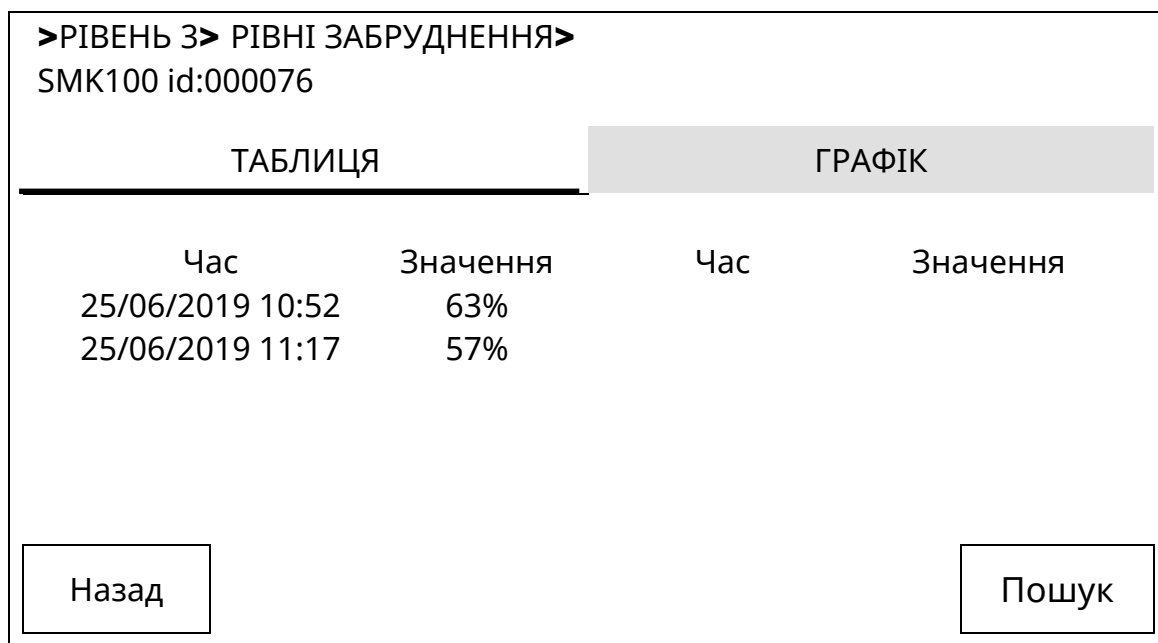 >РІВЕНЬ 3> РІВНІ ЗАБРУДНЕННЯ>
SMK100 id:000076
ТАБЛИЦЯ ГРАФІК
Час Значення Час Значення
25/06/2019 10:52 63%
25/06/2019 11:17 57%
Назад Пошук